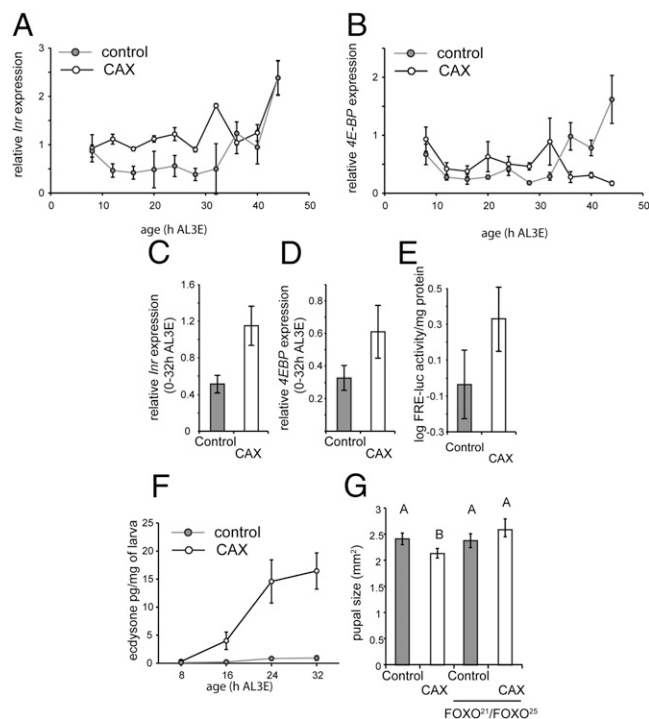 A
control
CAX
relative Inr expression
3
2
1
0
0 10 20 30 40 50
age (h AL3E)
B
control
CAX
relative 4E-BP expression
2
1.5
1
0.5
0
0 10 20 30 40 50
age (h AL3E)
C
relative Inr expression
(0-32h AL3E)
1.6
1.2
0.8
0.4
0
Control
CAX
D
relative 4EBP expression
(0-32h AL3E)
0.8
0.6
0.4
0.2
Control
CAX
E
log FRE-luc activity/mg protein
0.5
0.3
0.1
-0.1
-0.3
Control
CAX
F
control
CAX
ecdysone pg/mg of larva
25
20
15
10
5
0
8 16 24 32
age (h AL3E)
G
pupal size (mm²)
3
2.5
2
1.5
1
0.5
0
A
B
A
A
Control
CAX
Control
CAX
FOXO²¹/FOXO²⁵